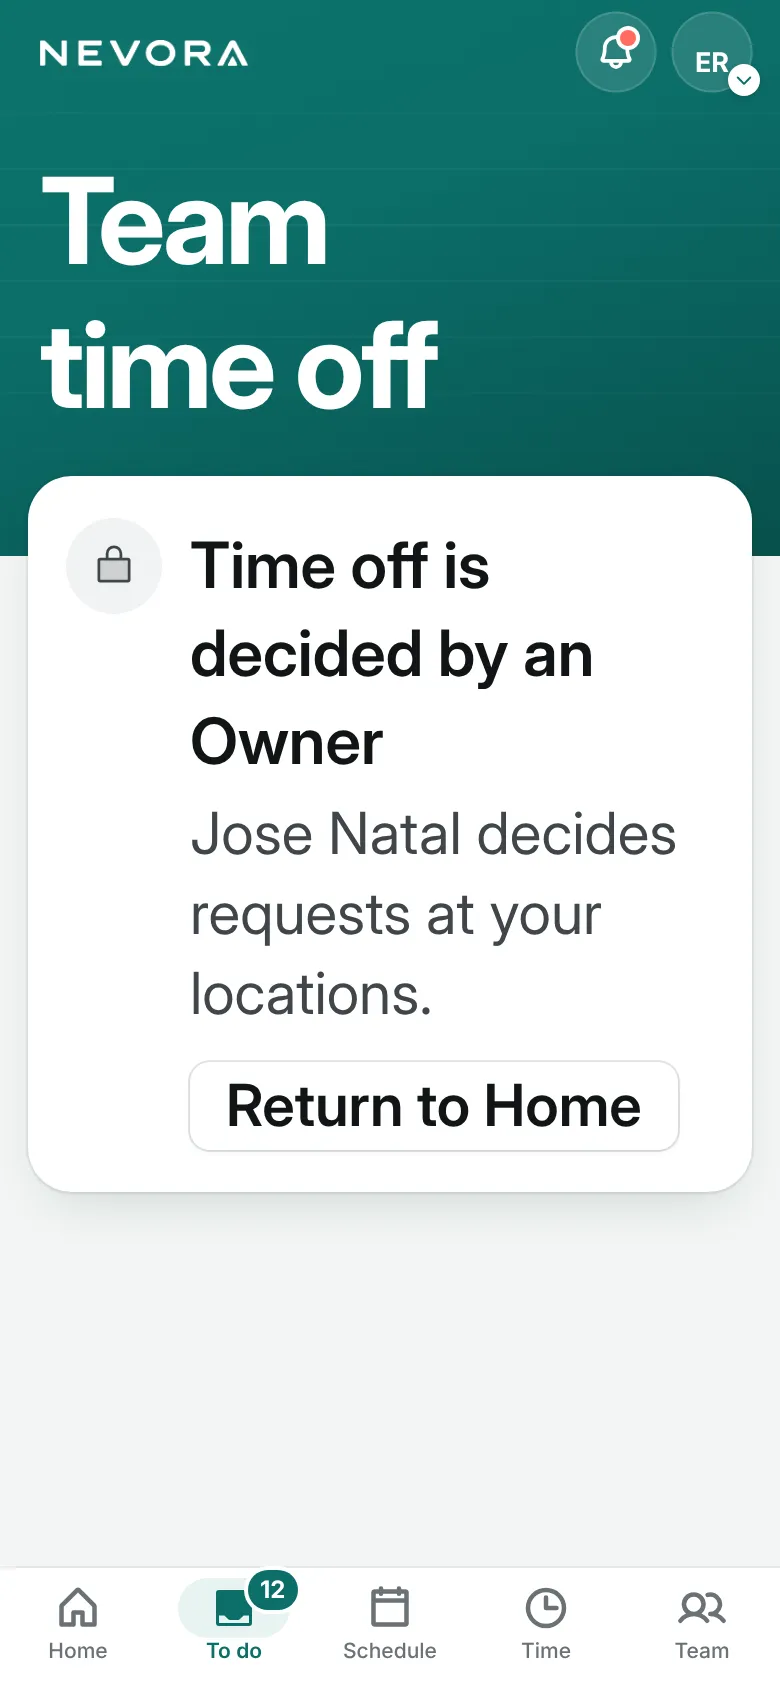 NEVORA
ER
Team
time off
Time off is
decided by an
Owner
Jose Natal decides
requests at your
locations.
Return to Home
12
Home
To do
Schedule
Time
Team